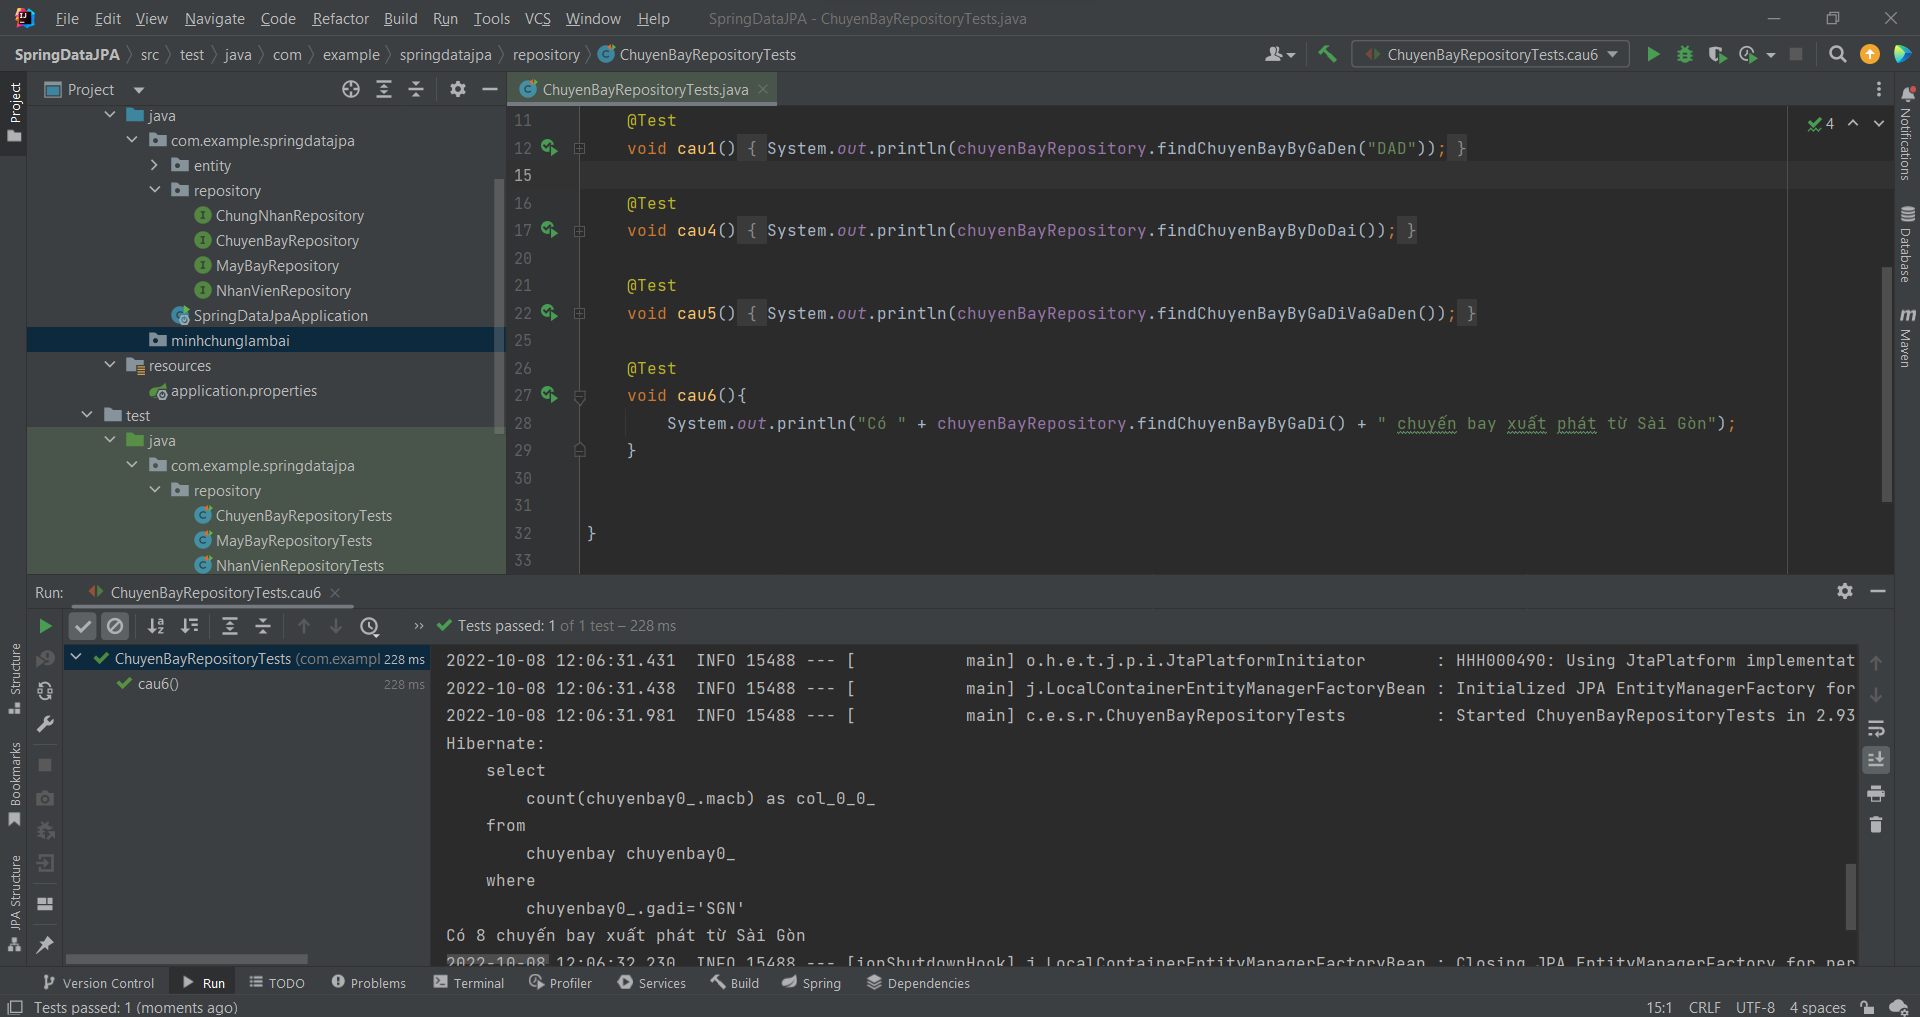 File Edit View Navigate Code Refactor Build Run Tools VCS Window Help SpringDataJPA - ChuyenBayRepositoryTests.java
SpringDataJPA src test java com example springdatajpa repository ChuyenBayRepositoryTests ChuyenBayRepositoryTests.cau6
Project
Project
java
com.example.springdatajpa
entity
repository
ChungNhanRepository
ChuyenBayRepository
MayBayRepository
NhanVienRepository
SpringDataJpaApplication
minhchunglambai
resources
application.properties
test
java
com.example.springdatajpa
repository
ChuyenBayRepositoryTests
MayBayRepositoryTests
NhanVienRepositoryTests
ChuyenBayRepositoryTests.java
4
11 @Test
12 void cau1() { System.out.println(chuyenBayRepository.findChuyenBayByGaDen("DAD")); }
15
16 @Test
17 void cau4() { System.out.println(chuyenBayRepository.findChuyenBayByDoDai()); }
20
21 @Test
22 void cau5() { System.out.println(chuyenBayRepository.findChuyenBayByGaDiVaGaDen()); }
25
26 @Test
27 void cau6(){
28 System.out.println("Có " + chuyenBayRepository.findChuyenBayByGaDi() + " chuyến bay xuất phát từ Sài Gòn");
29 }
30
31
32 }
33
Notifications
Database
m Maven
Run: ChuyenBayRepositoryTests.cau6
» Tests passed: 1 of 1 test – 228 ms
ChuyenBayRepositoryTests (com.exampl 228 ms
cau6() 228 ms
2022-10-08 12:06:31.431 INFO 15488 --- [ main] o.h.e.t.j.p.i.JtaPlatformInitiator : HHH000490: Using JtaPlatform implementat
2022-10-08 12:06:31.438 INFO 15488 --- [ main] j.LocalContainerEntityManagerFactoryBean : Initialized JPA EntityManagerFactory for
2022-10-08 12:06:31.981 INFO 15488 --- [ main] c.e.s.r.ChuyenBayRepositoryTests : Started ChuyenBayRepositoryTests in 2.93
Hibernate:
select
count(chuyenbay0_.macb) as col_0_0_
from
chuyenbay chuyenbay0_
where
chuyenbay0_.gadi='SGN'
Có 8 chuyến bay xuất phát từ Sài Gòn
2022-10-08 12:06:32.230 INFO 15488 --- [ionShutdownHook] j.LocalContainerEntityManagerFactoryBean : Closing JPA EntityManagerFactory for per
Structure
Bookmarks
JPA Structure
Version Control Run TODO Problems Terminal Profiler Services Build Spring Dependencies
Tests passed: 1 (moments ago) 15:1 CRLF UTF-8 4 spaces